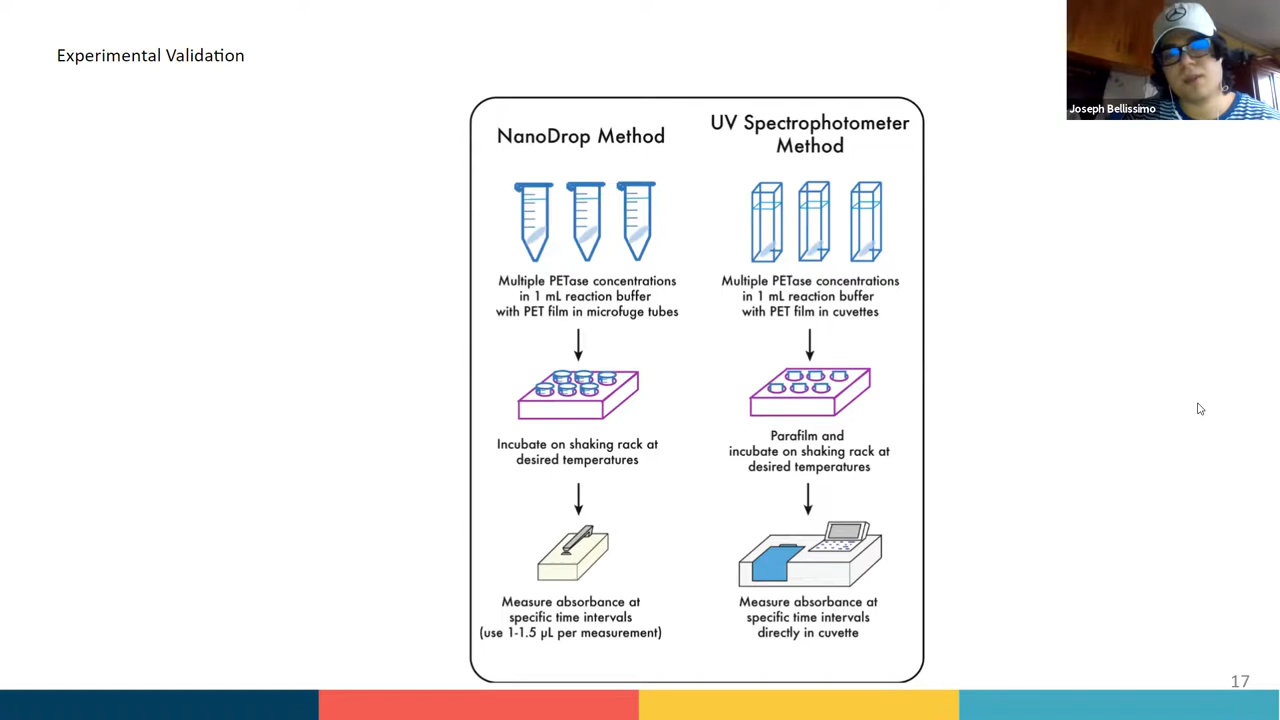 Experimental Validation
Joseph Bellissimo
NanoDrop Method
Multiple PETase concentrations
in 1 mL reaction buffer
with PET film in microfuge tubes
Incubate on shaking rack at
desired temperatures
Measure absorbance at
specific time intervals
(use 1-1.5 µL per measurement)
UV Spectrophotometer
Method
Multiple PETase concentrations
in 1 mL reaction buffer
with PET film in cuvettes
Parafilm and
incubate on shaking rack at
desired temperatures
Measure absorbance at
specific time intervals
directly in cuvette
17